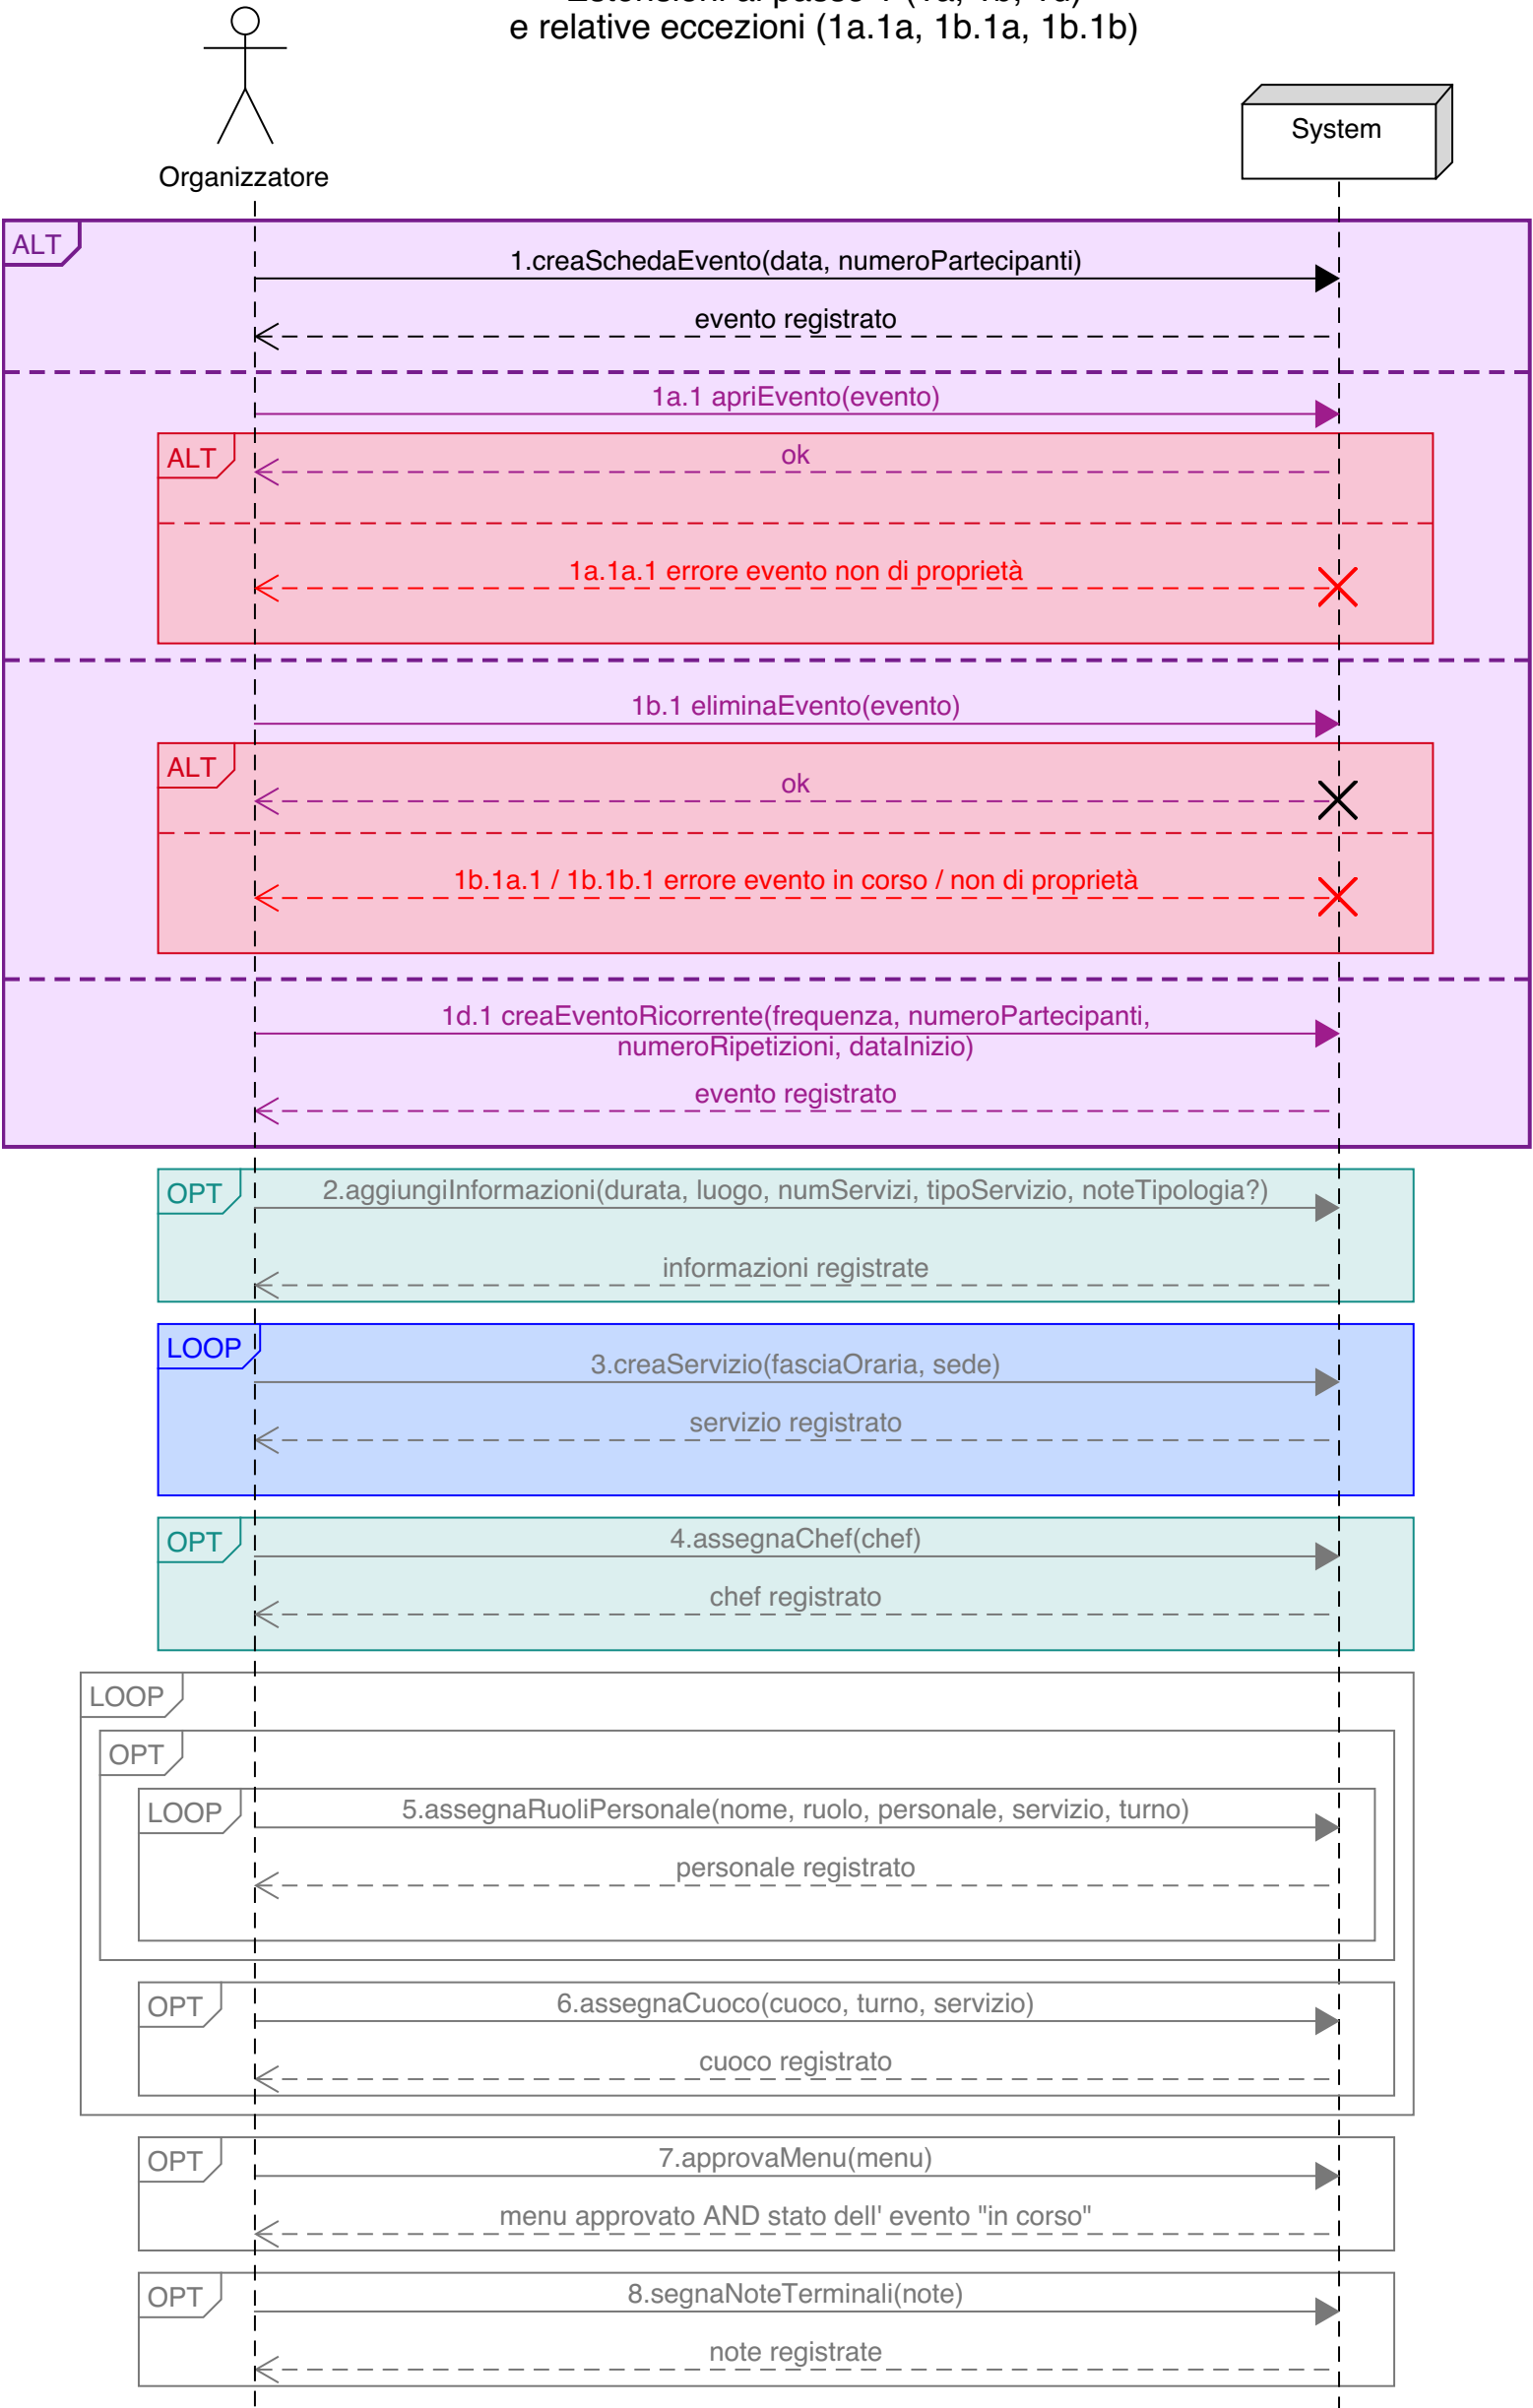 e relative eccezioni (1a.1a, 1b.1a, 1b.1b)
System
Organizzatore
ALT
1.creaSchedaEvento(data, numeroPartecipanti)
evento registrato
1a.1 apriEvento(evento)
ALT
ok
1a.1a.1 errore evento non di proprietà
1b.1 eliminaEvento(evento)
ALT
ok
1b.1a.1 / 1b.1b.1 errore evento in corso / non di proprietà
1d.1 creaEventoRicorrente(frequenza, numeroPartecipanti,
numeroRipetizioni, dataInizio)
evento registrato
OPT
2.aggiungiInformazioni(durata, luogo, numServizi, tipoServizio, noteTipologia?)
informazioni registrate
LOOP
3.creaServizio(fasciaOraria, sede)
servizio registrato
OPT
4.assegnaChef(chef)
chef registrato
LOOP
OPT
LOOP
5.assegnaRuoliPersonale(nome, ruolo, personale, servizio, turno)
personale registrato
OPT
6.assegnaCuoco(cuoco, turno, servizio)
cuoco registrato
OPT
7.approvaMenu(menu)
menu approvato AND stato dell' evento "in corso"
OPT
8.segnaNoteTerminali(note)
note registrate